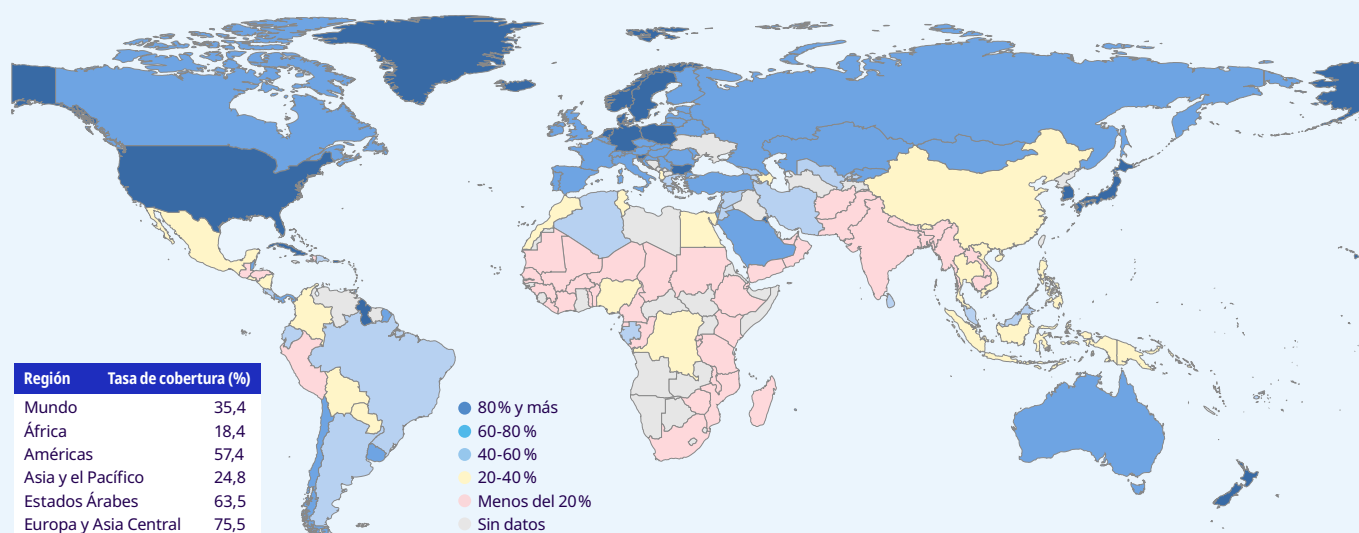 Región Tasa de cobertura (%)
Mundo 35,4
África 18,4
Américas 57,4
Asia y el Pacífico 24,8
Estados Árabes 63,5
Europa y Asia Central 75,5
80% y más
60-80 %
40-60 %
20-40 %
Menos del 20%
Sin datos